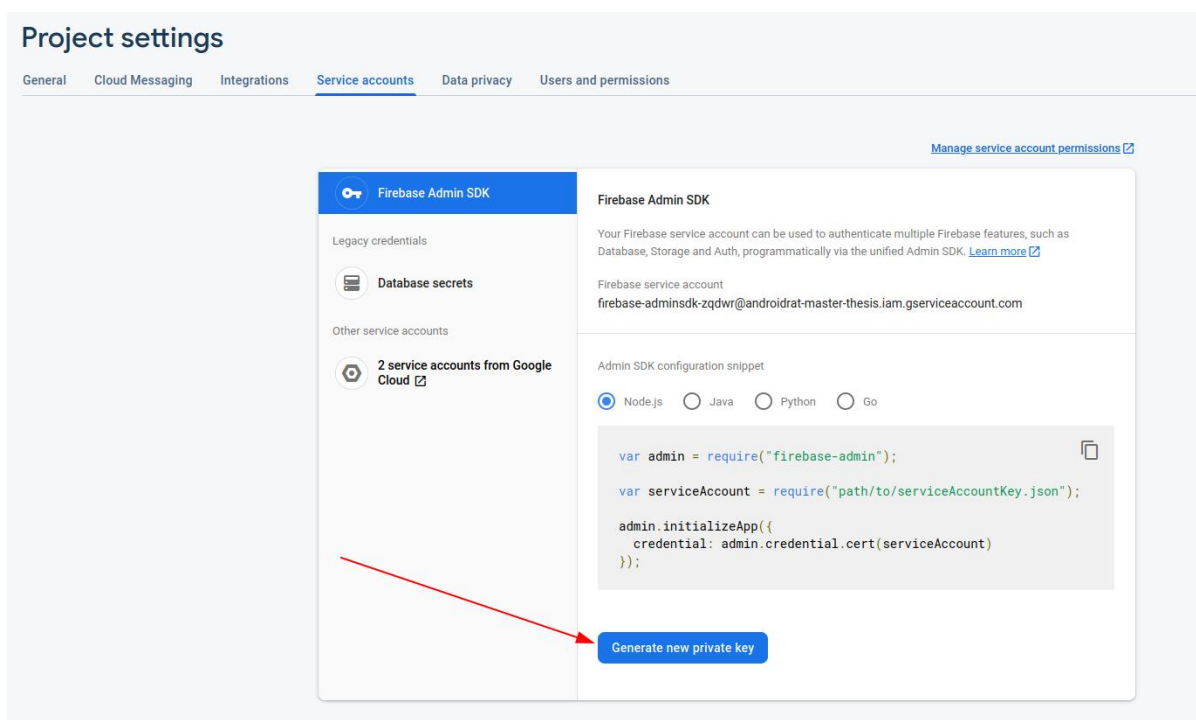 Project settings
General Cloud Messaging Integrations Service accounts Data privacy Users and permissions
Manage service account permissions
Firebase Admin SDK
Legacy credentials
Database secrets
Other service accounts
2 service accounts from Google
Cloud
Firebase Admin SDK
Your Firebase service account can be used to authenticate multiple Firebase features, such as
Database, Storage and Auth, programmatically via the unified Admin SDK. Learn more
Firebase service account
firebase-adminsdk-zqdwr@androidrat-master-thesis.iam.gserviceaccount.com
Admin SDK configuration snippet
Node.js Java Python Go
var admin = require("firebase-admin");
var serviceAccount = require("path/to/serviceAccountKey.json");
admin.initializeApp({
  credential: admin.credential.cert(serviceAccount)
});
Generate new private key